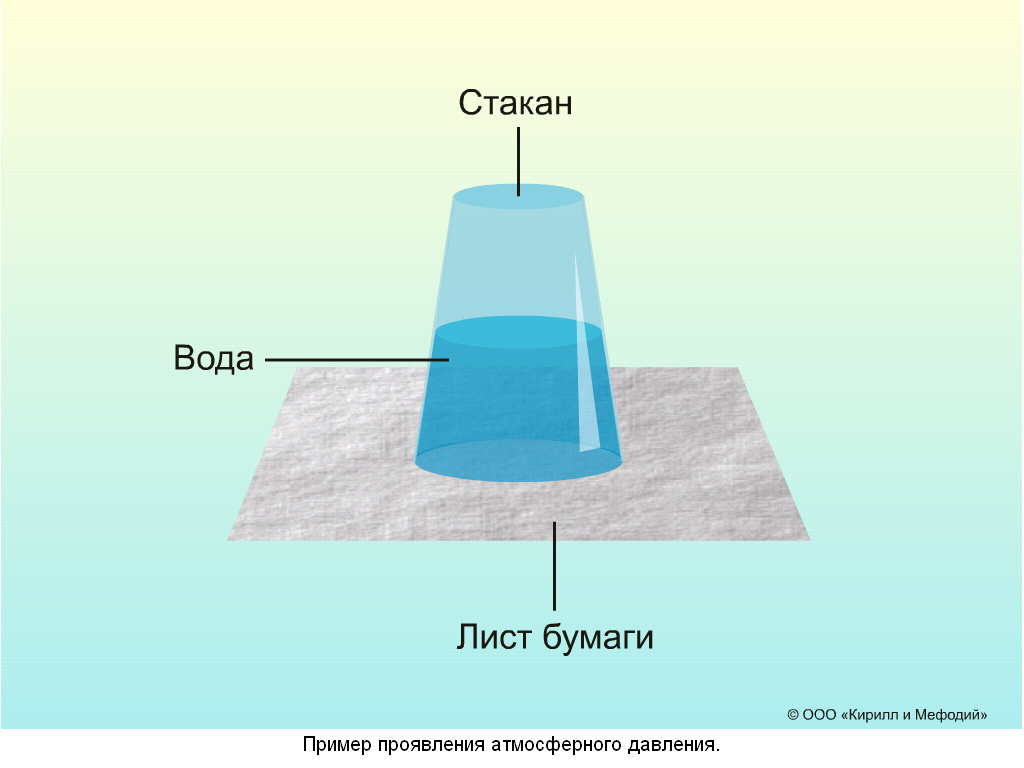 Стакан
Вода
Лист бумаги
© ООО «Кирилл и Мефодий»
Пример проявления атмосферного давления.